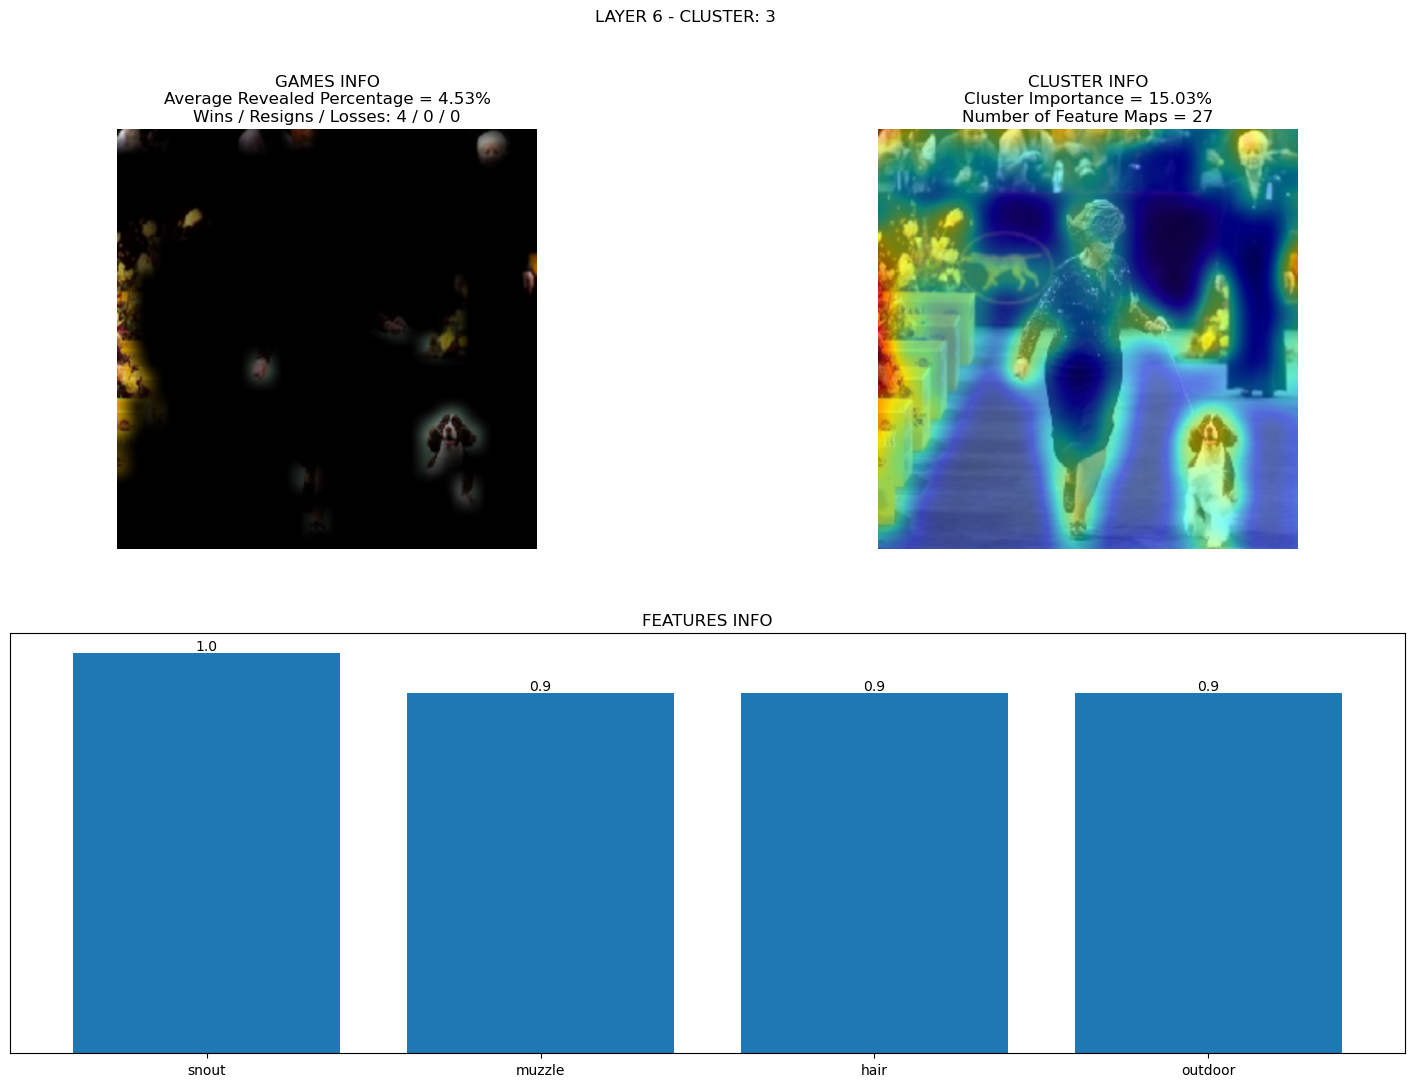 LAYER 6 - CLUSTER: 3
GAMES INFO
Average Revealed Percentage = 4.53%
Wins / Resigns / Losses: 4 / 0 / 0
CLUSTER INFO
Cluster Importance = 15.03%
Number of Feature Maps = 27
FEATURES INFO
1.0
0.9
0.9
0.9
snout
muzzle
hair
outdoor